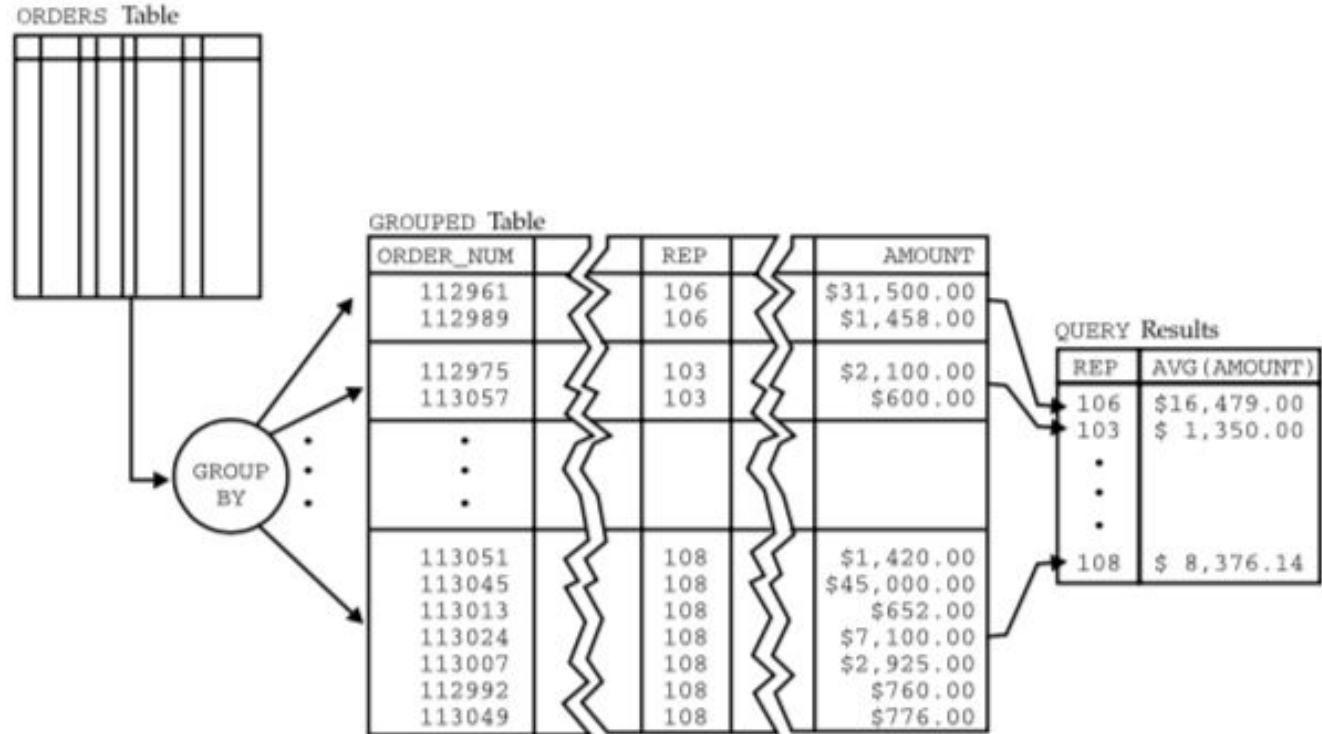 ORDERS Table
GROUPED Table
ORDER_NUM REP AMOUNT
112961 106 $31,500.00
112989 106 $1,458.00
112975 103 $2,100.00
113057 103 $600.00
113051 108 $1,420.00
113045 108 $45,000.00
113013 108 $652.00
113024 108 $7,100.00
113007 108 $2,925.00
112992 108 $760.00
113049 108 $776.00
GROUP
BY
QUERY Results
REP AVG(AMOUNT)
106 $16,479.00
103 $ 1,350.00
108 $ 8,376.14